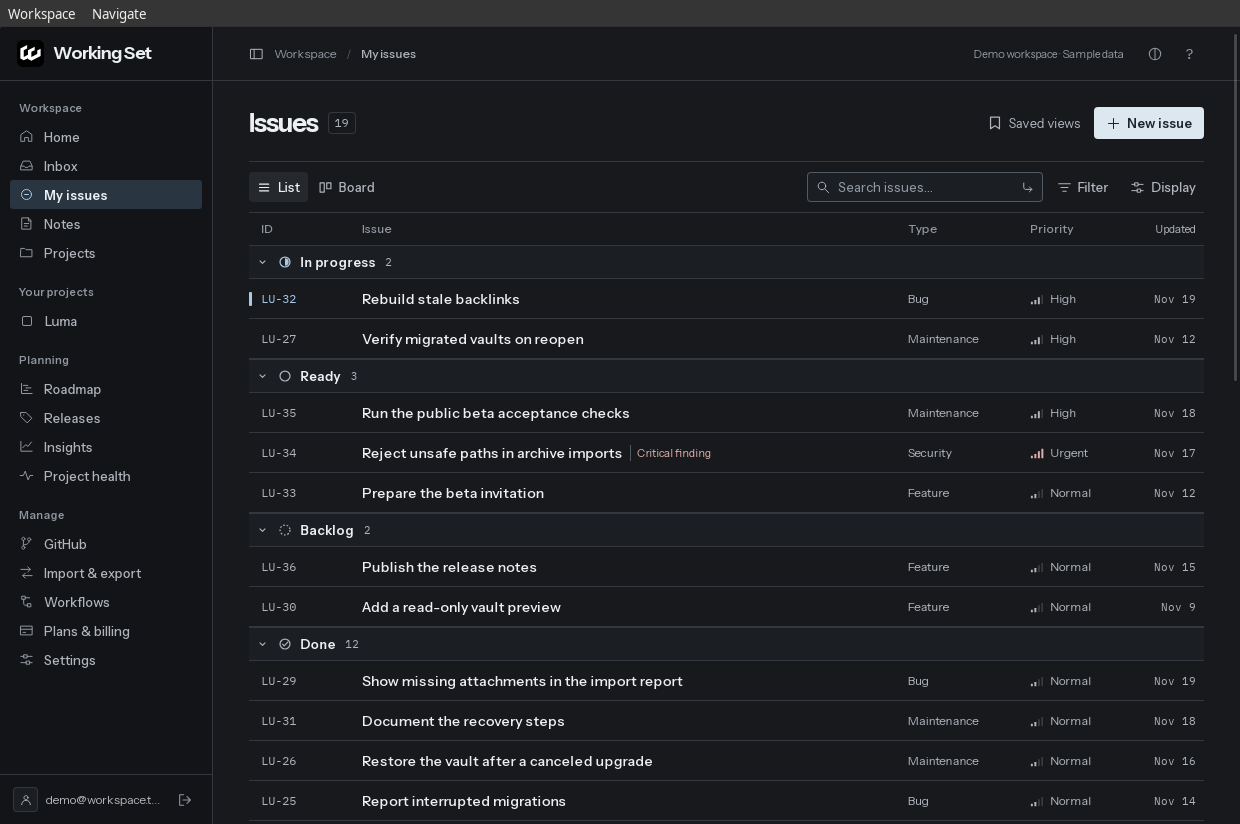 Workspace Navigate
Working Set
Workspace / My issues
Demo workspace · Sample data
?
Workspace
Home
Inbox
My issues
Notes
Projects
Your projects
Luma
Planning
Roadmap
Releases
Insights
Project health
Manage
GitHub
Import & export
Workflows
Plans & billing
Settings
demo@workspace.t...
Issues 19
Saved views
New issue
List Board
Search issues...
Filter Display
ID Issue Type Priority Updated
In progress 2
LU-32 Rebuild stale backlinks Bug High Nov 19
LU-27 Verify migrated vaults on reopen Maintenance High Nov 12
Ready 3
LU-35 Run the public beta acceptance checks Maintenance High Nov 18
LU-34 Reject unsafe paths in archive imports Critical finding Security Urgent Nov 17
LU-33 Prepare the beta invitation Feature Normal Nov 12
Backlog 2
LU-36 Publish the release notes Feature Normal Nov 15
LU-30 Add a read-only vault preview Feature Normal Nov 9
Done 12
LU-29 Show missing attachments in the import report Bug Normal Nov 19
LU-31 Document the recovery steps Maintenance Normal Nov 18
LU-26 Restore the vault after a canceled upgrade Maintenance Normal Nov 16
LU-25 Report interrupted migrations Bug Normal Nov 14